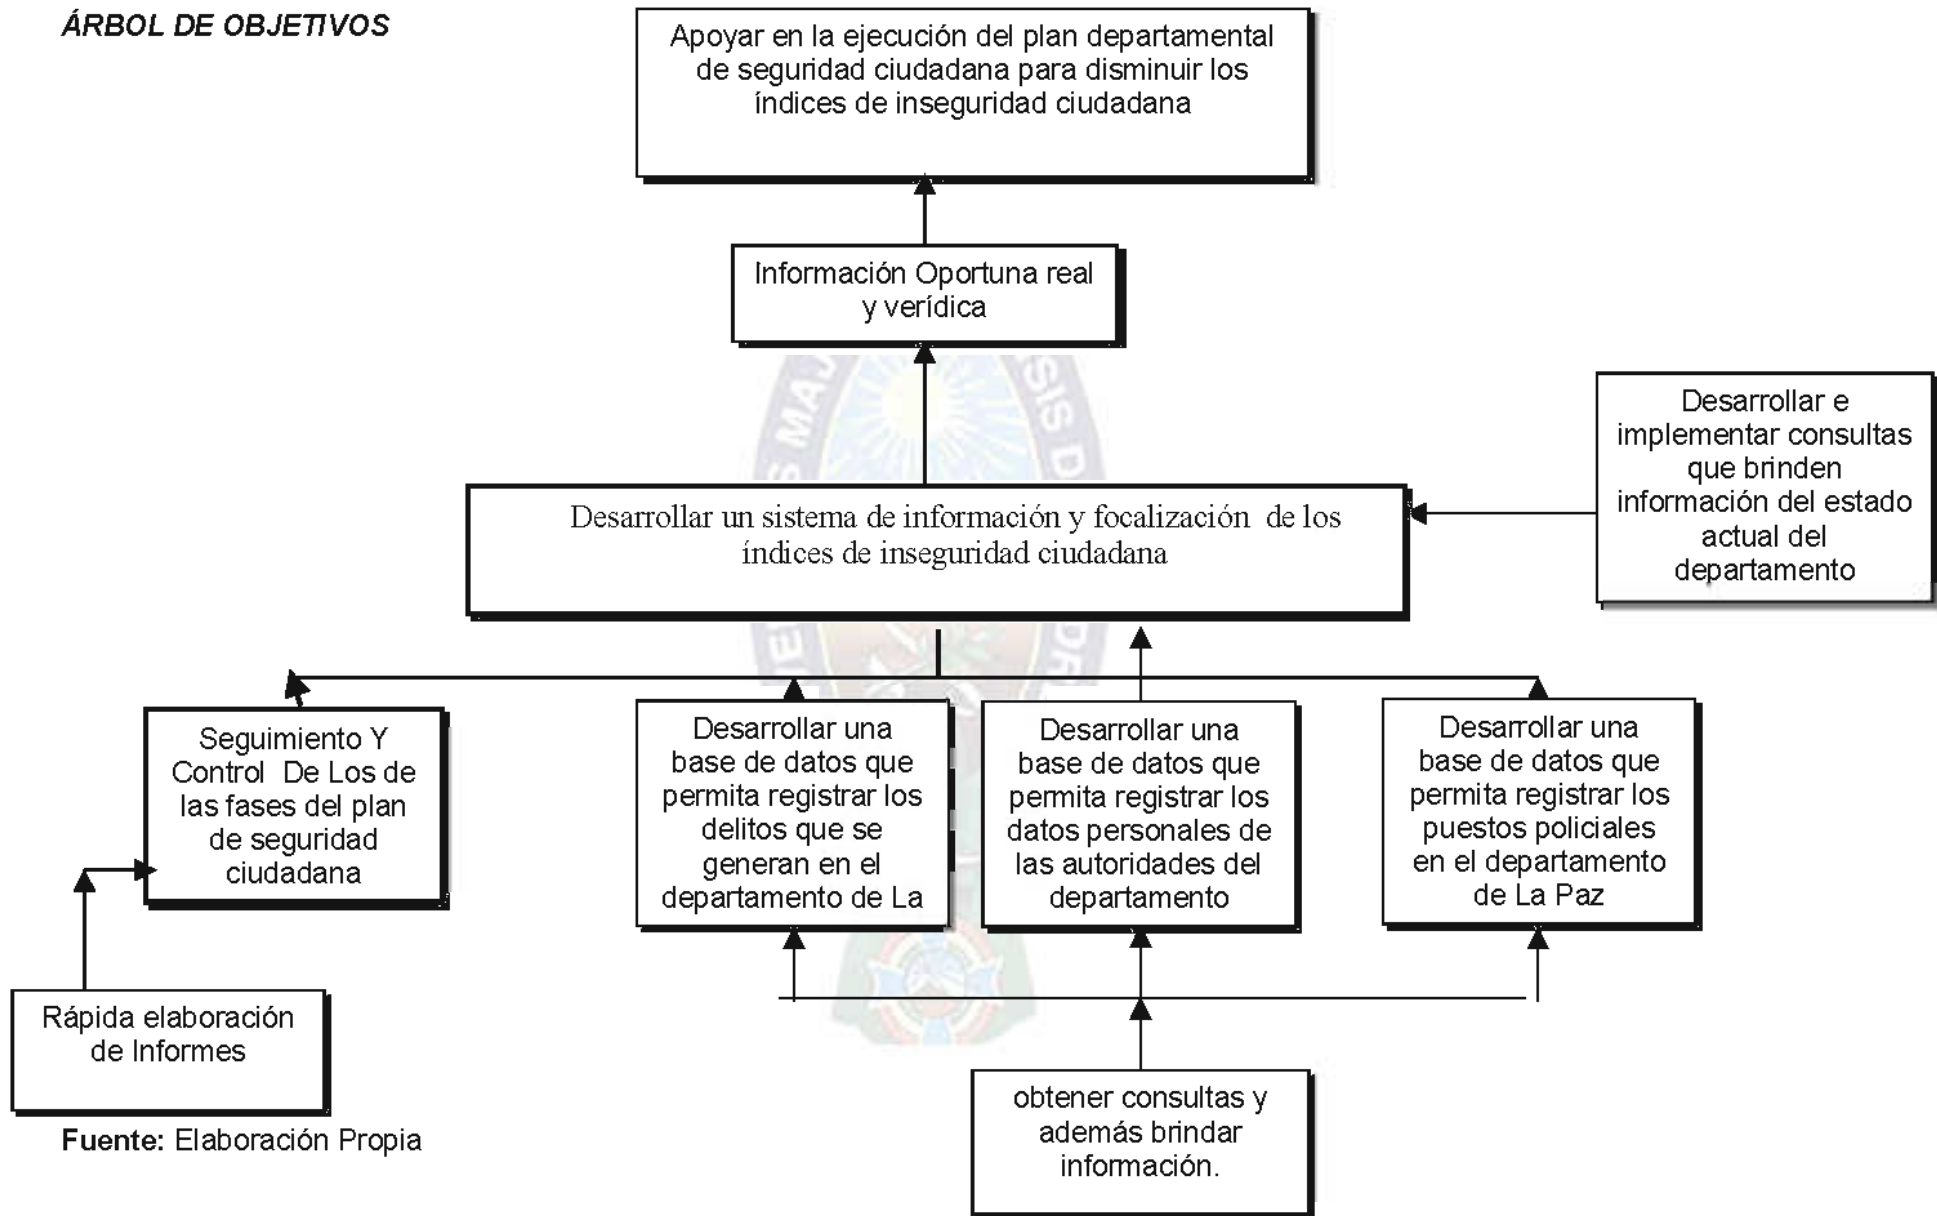 ÁRBOL DE OBJETIVOS
Apoyar en la ejecución del plan departamental
de seguridad ciudadana para disminuir los
índices de inseguridad ciudadana
Información Oportuna real
y verídica
Desarrollar e
implementar consultas
que brinden
información del estado
actual del
departamento
Desarrollar un sistema de información y focalización de los
índices de inseguridad ciudadana
Seguimiento Y
Control De Los de
las fases del plan
de seguridad
ciudadana
Desarrollar una
base de datos que
permita registrar los
delitos que se
generan en el
departamento de La
Desarrollar una
base de datos que
permita registrar los
datos personales de
las autoridades del
departamento
Desarrollar una
base de datos que
permita registrar los
puestos policiales
en el departamento
de La Paz
Rápida elaboración
de Informes
obtener consultas y
además brindar
información.
Fuente: Elaboración Propia